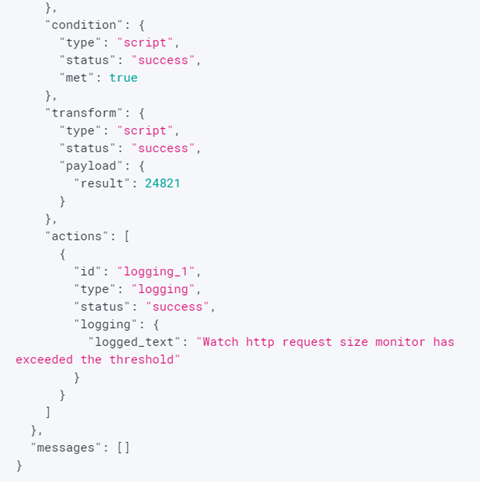 },
    "condition": {
      "type": "script",
      "status": "success",
      "met": true
    },
    "transform": {
      "type": "script",
      "status": "success",
      "payload": {
        "result": 24821
      }
    },
    "actions": [
      {
        "id": "logging_1",
        "type": "logging",
        "status": "success",
        "logging": {
          "logged_text": "Watch http request size monitor has
exceeded the threshold"
        }
      }
    ]
  },
  "messages": []
}